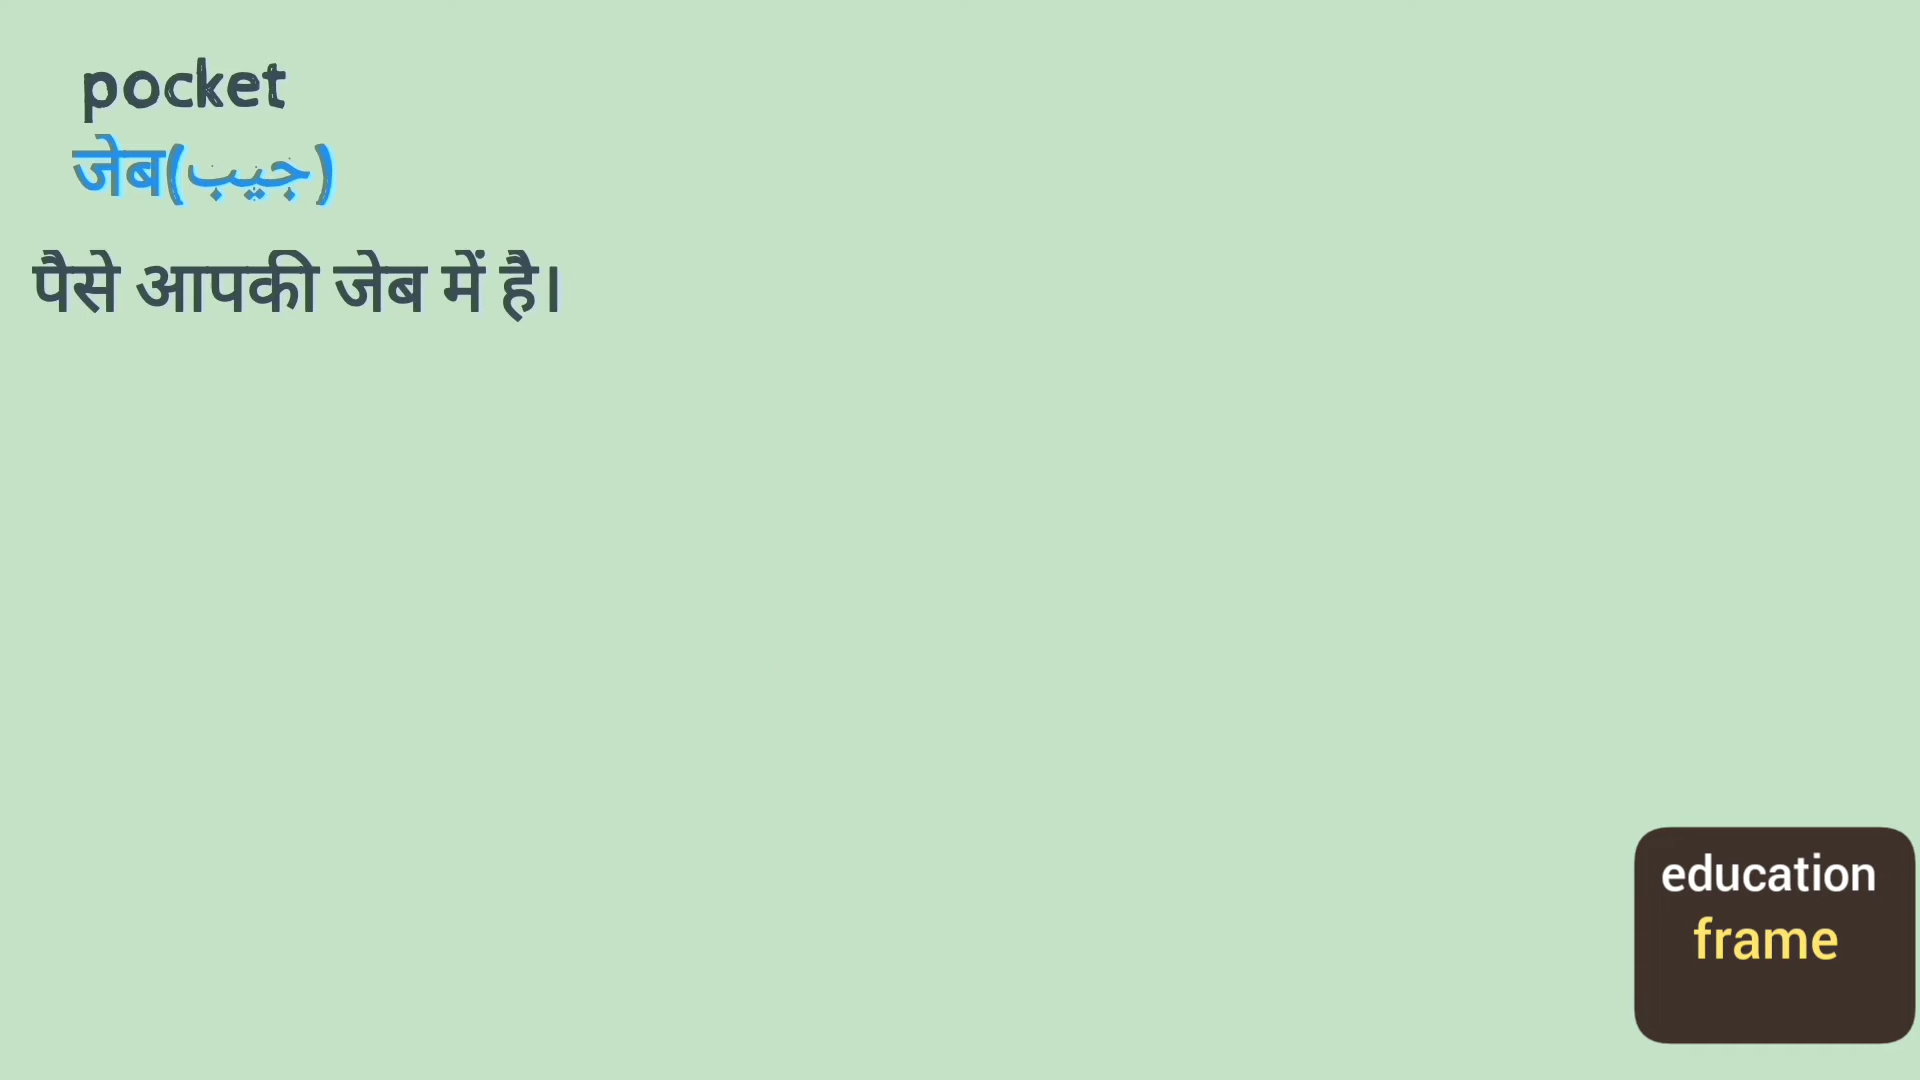 pocket
जेब(جیب)
पैसे आपकी जेब में है।
education
frame